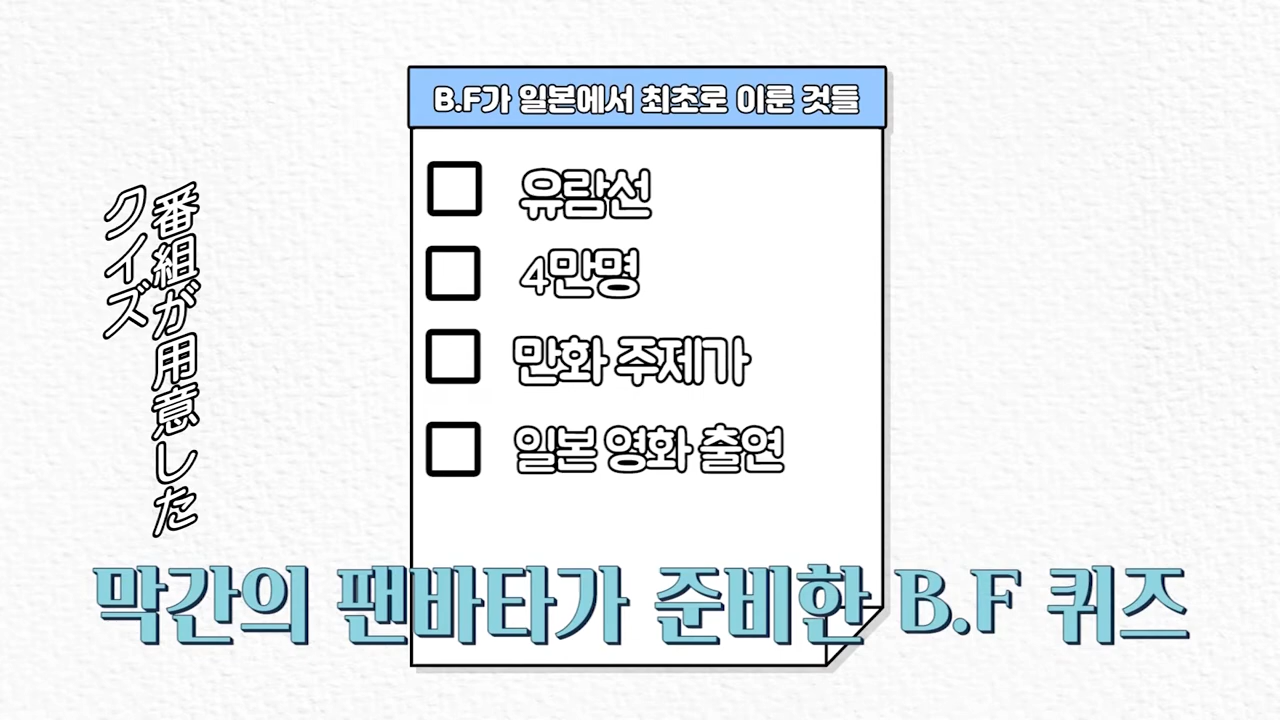 B.F가 일본에서 최초로 이룬 것들
유람선
4만명
만화 주제가
일본 영화 출연
番組が用意した
クイズ
막간의 팬바타가 준비한 B.F 퀴즈